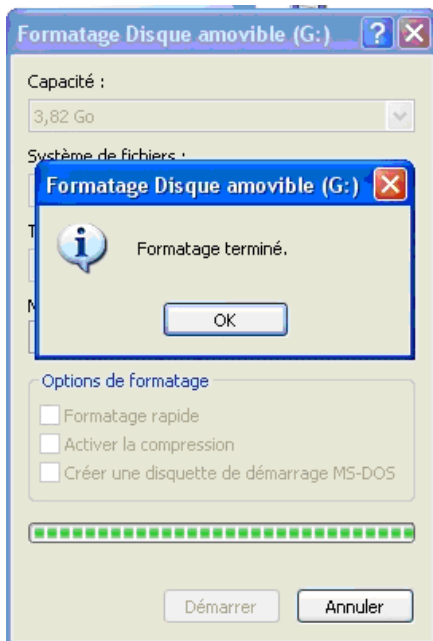 Formatage Disque amovible (G:)
Capacité :
3,82 Go
Système de fichiers :
Formatage Disque amovible (G:)
Formatage terminé.
OK
Options de formatage
Formatage rapide
Activer la compression
Créer une disquette de démarrage MS-DOS
Démarrer
Annuler